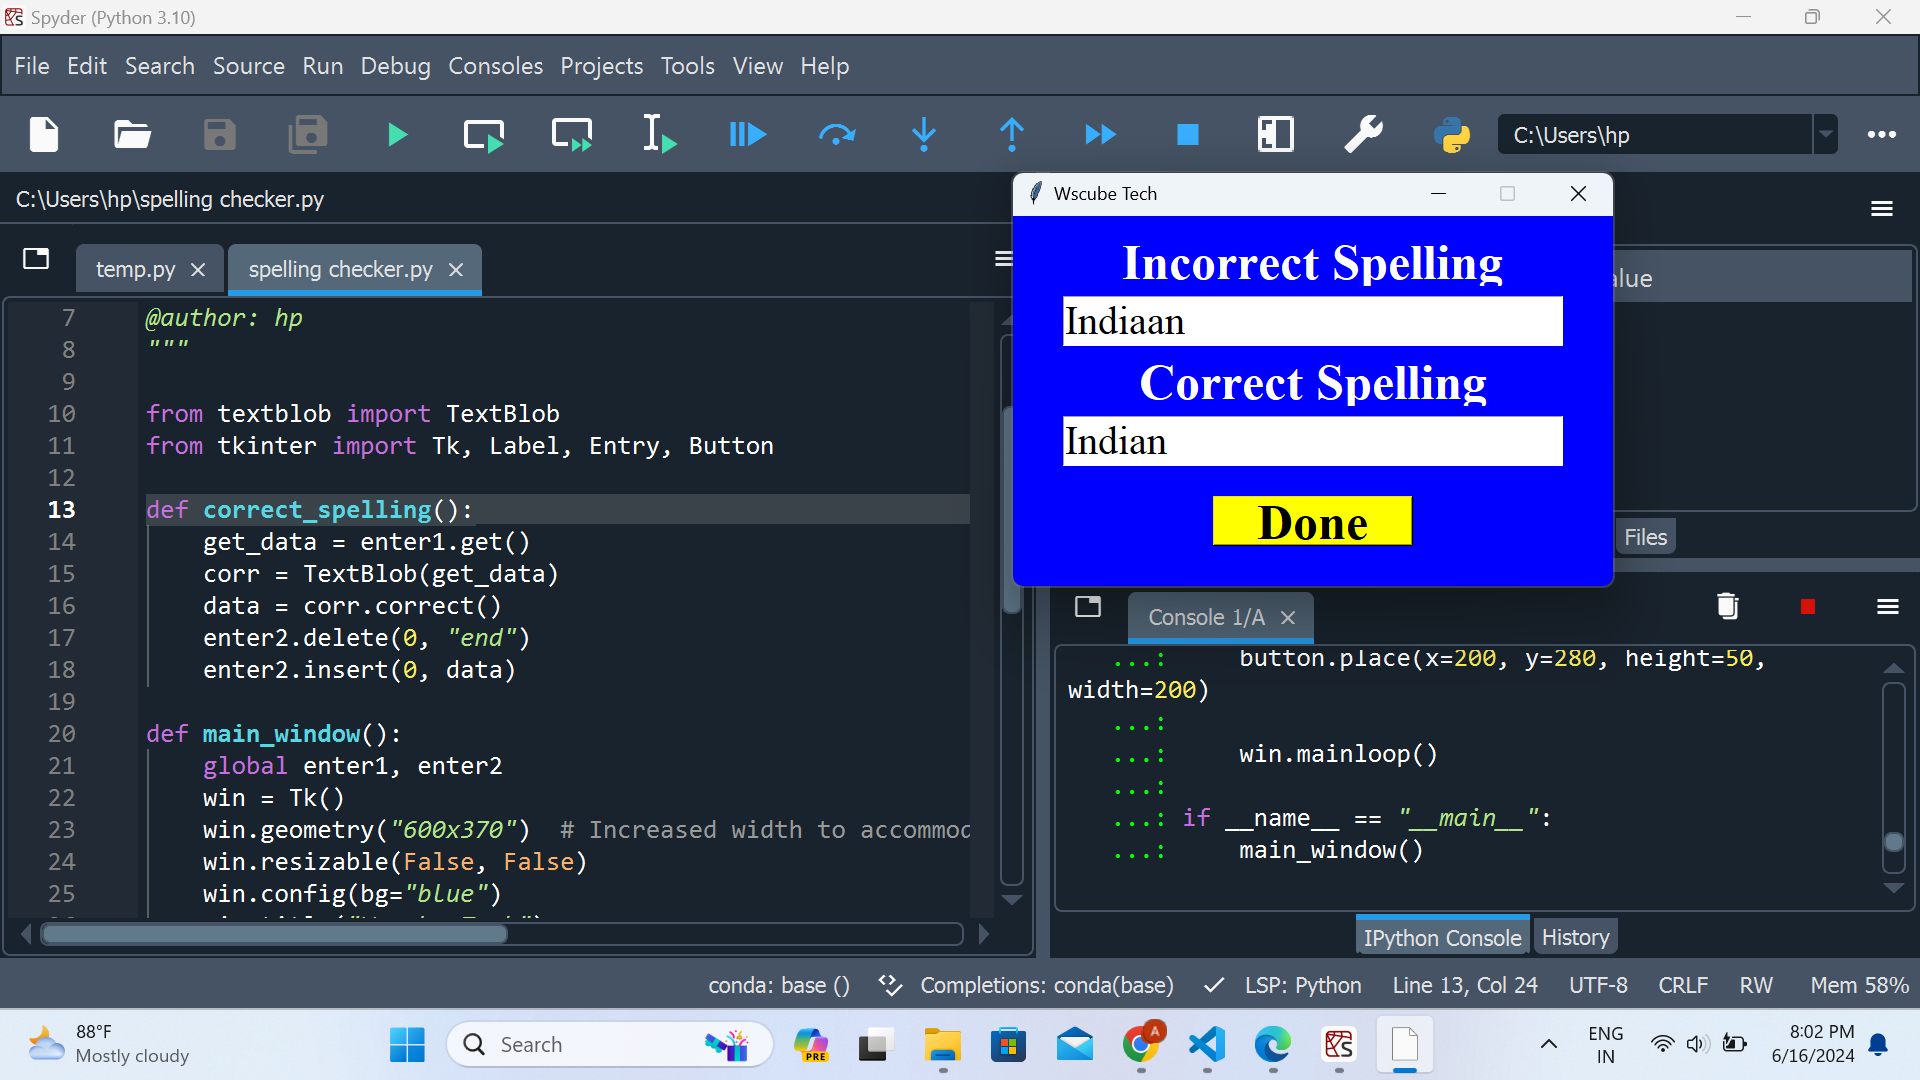 Spyder (Python 3.10)
File Edit Search Source Run Debug Consoles Projects Tools View Help
C:\Users\hp
C:\Users\hp\spelling checker.py
temp.py
spelling checker.py
7 @author: hp
8 """
9
10 from textblob import TextBlob
11 from tkinter import Tk, Label, Entry, Button
12
13 def correct_spelling():
14 get_data = enter1.get()
15 corr = TextBlob(get_data)
16 data = corr.correct()
17 enter2.delete(0, "end")
18 enter2.insert(0, data)
19
20 def main_window():
21 global enter1, enter2
22 win = Tk()
23 win.geometry("600x370") # Increased width to accommod
24 win.resizable(False, False)
25 win.config(bg="blue")
Wscube Tech
Incorrect Spelling
Indiaan
Correct Spelling
Indian
Done
alue
Files
Console 1/A
...: button.place(x=200, y=280, height=50,
width=200)
...:
...: win.mainloop()
...:
...: if __name__ == "__main__":
...: main_window()
IPython Console
History
conda: base () Completions: conda(base) LSP: Python Line 13, Col 24 UTF-8 CRLF RW Mem 58%
88°F
Mostly cloudy
Search
PRE
A
ENG
IN
8:02 PM
6/16/2024